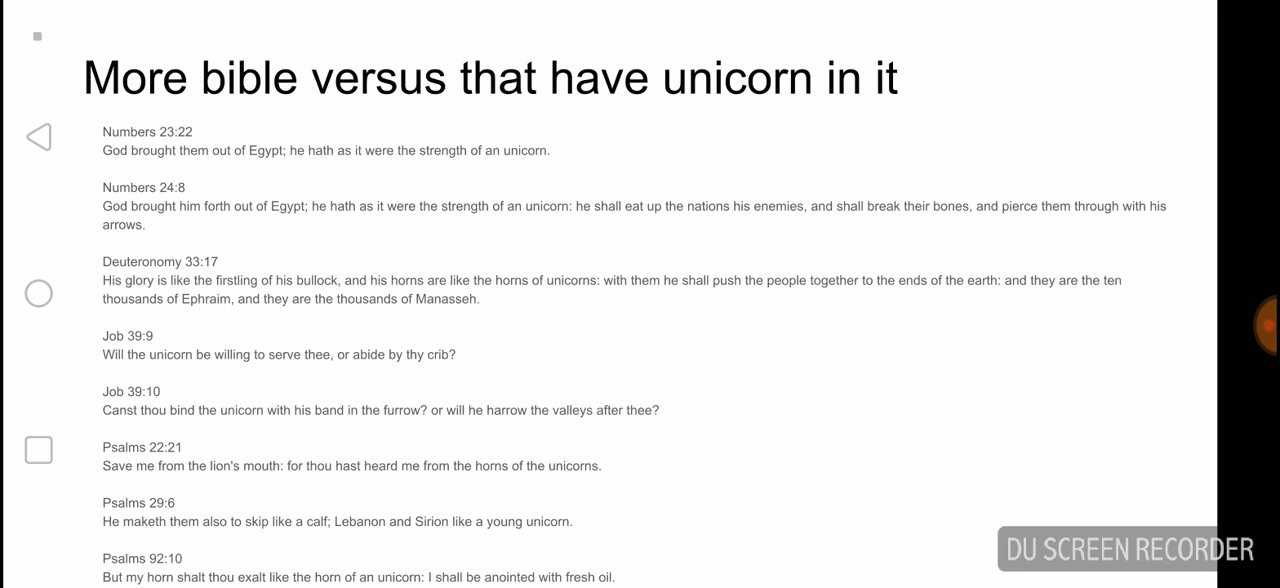 More bible versus that have unicorn in it
Numbers 23:22
God brought them out of Egypt; he hath as it were the strength of an unicorn.
Numbers 24:8
God brought him forth out of Egypt; he hath as it were the strength of an unicorn: he shall eat up the nations his enemies, and shall break their bones, and pierce them through with his
arrows.
Deuteronomy 33:17
His glory is like the firstling of his bullock, and his horns are like the horns of unicorns: with them he shall push the people together to the ends of the earth: and they are the ten
thousands of Ephraim, and they are the thousands of Manasseh.
Job 39:9
Will the unicorn be willing to serve thee, or abide by thy crib?
Job 39:10
Canst thou bind the unicorn with his band in the furrow? or will he harrow the valleys after thee?
Psalms 22:21
Save me from the lion's mouth: for thou hast heard me from the horns of the unicorns.
Psalms 29:6
He maketh them also to skip like a calf; Lebanon and Sirion like a young unicorn.
Psalms 92:10
But my horn shalt thou exalt like the horn of an unicorn: I shall be anointed with fresh oil.
DU SCREEN RECORDER